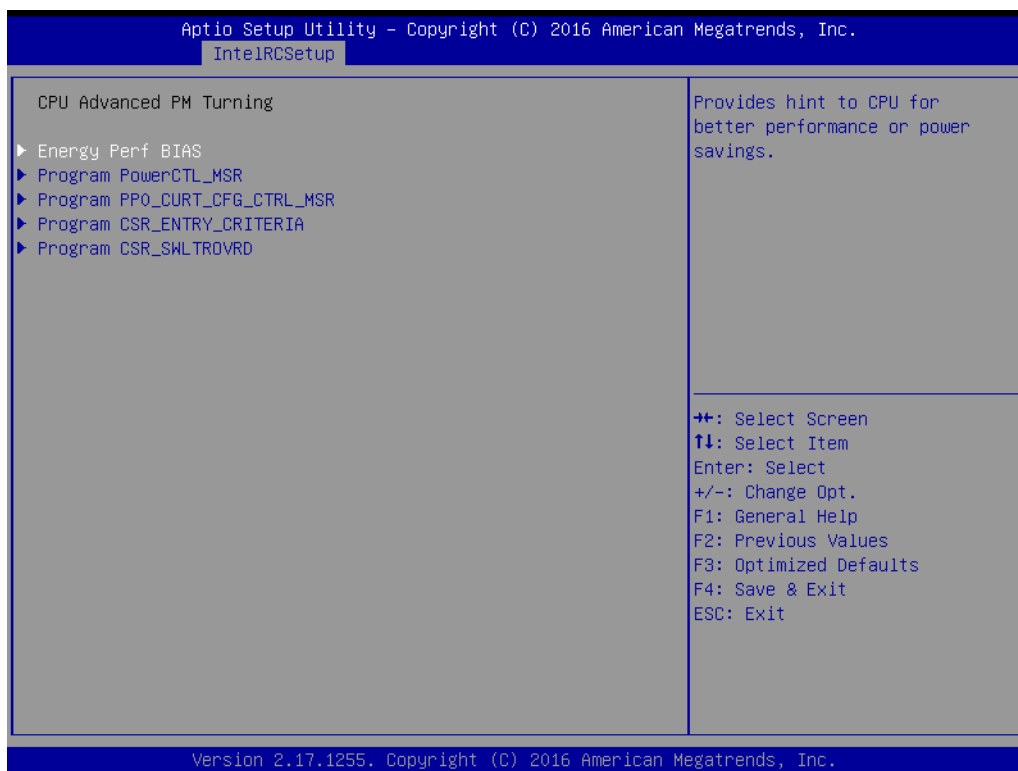 Aptio Setup Utility – Copyright (C) 2016 American Megatrends, Inc.
IntelRCSetup
CPU Advanced PM Turning
▶ Energy Perf BIAS
▶ Program PowerCTL_MSR
▶ Program PPO_CURT_CFG_CTRL_MSR
▶ Program CSR_ENTRY_CRITERIA
▶ Program CSR_SWLTROVRD
Provides hint to CPU for
better performance or power
savings.
→←: Select Screen
↑↓: Select Item
Enter: Select
+/-: Change Opt.
F1: General Help
F2: Previous Values
F3: Optimized Defaults
F4: Save & Exit
ESC: Exit
Version 2.17.1255. Copyright (C) 2016 American Megatrends, Inc.